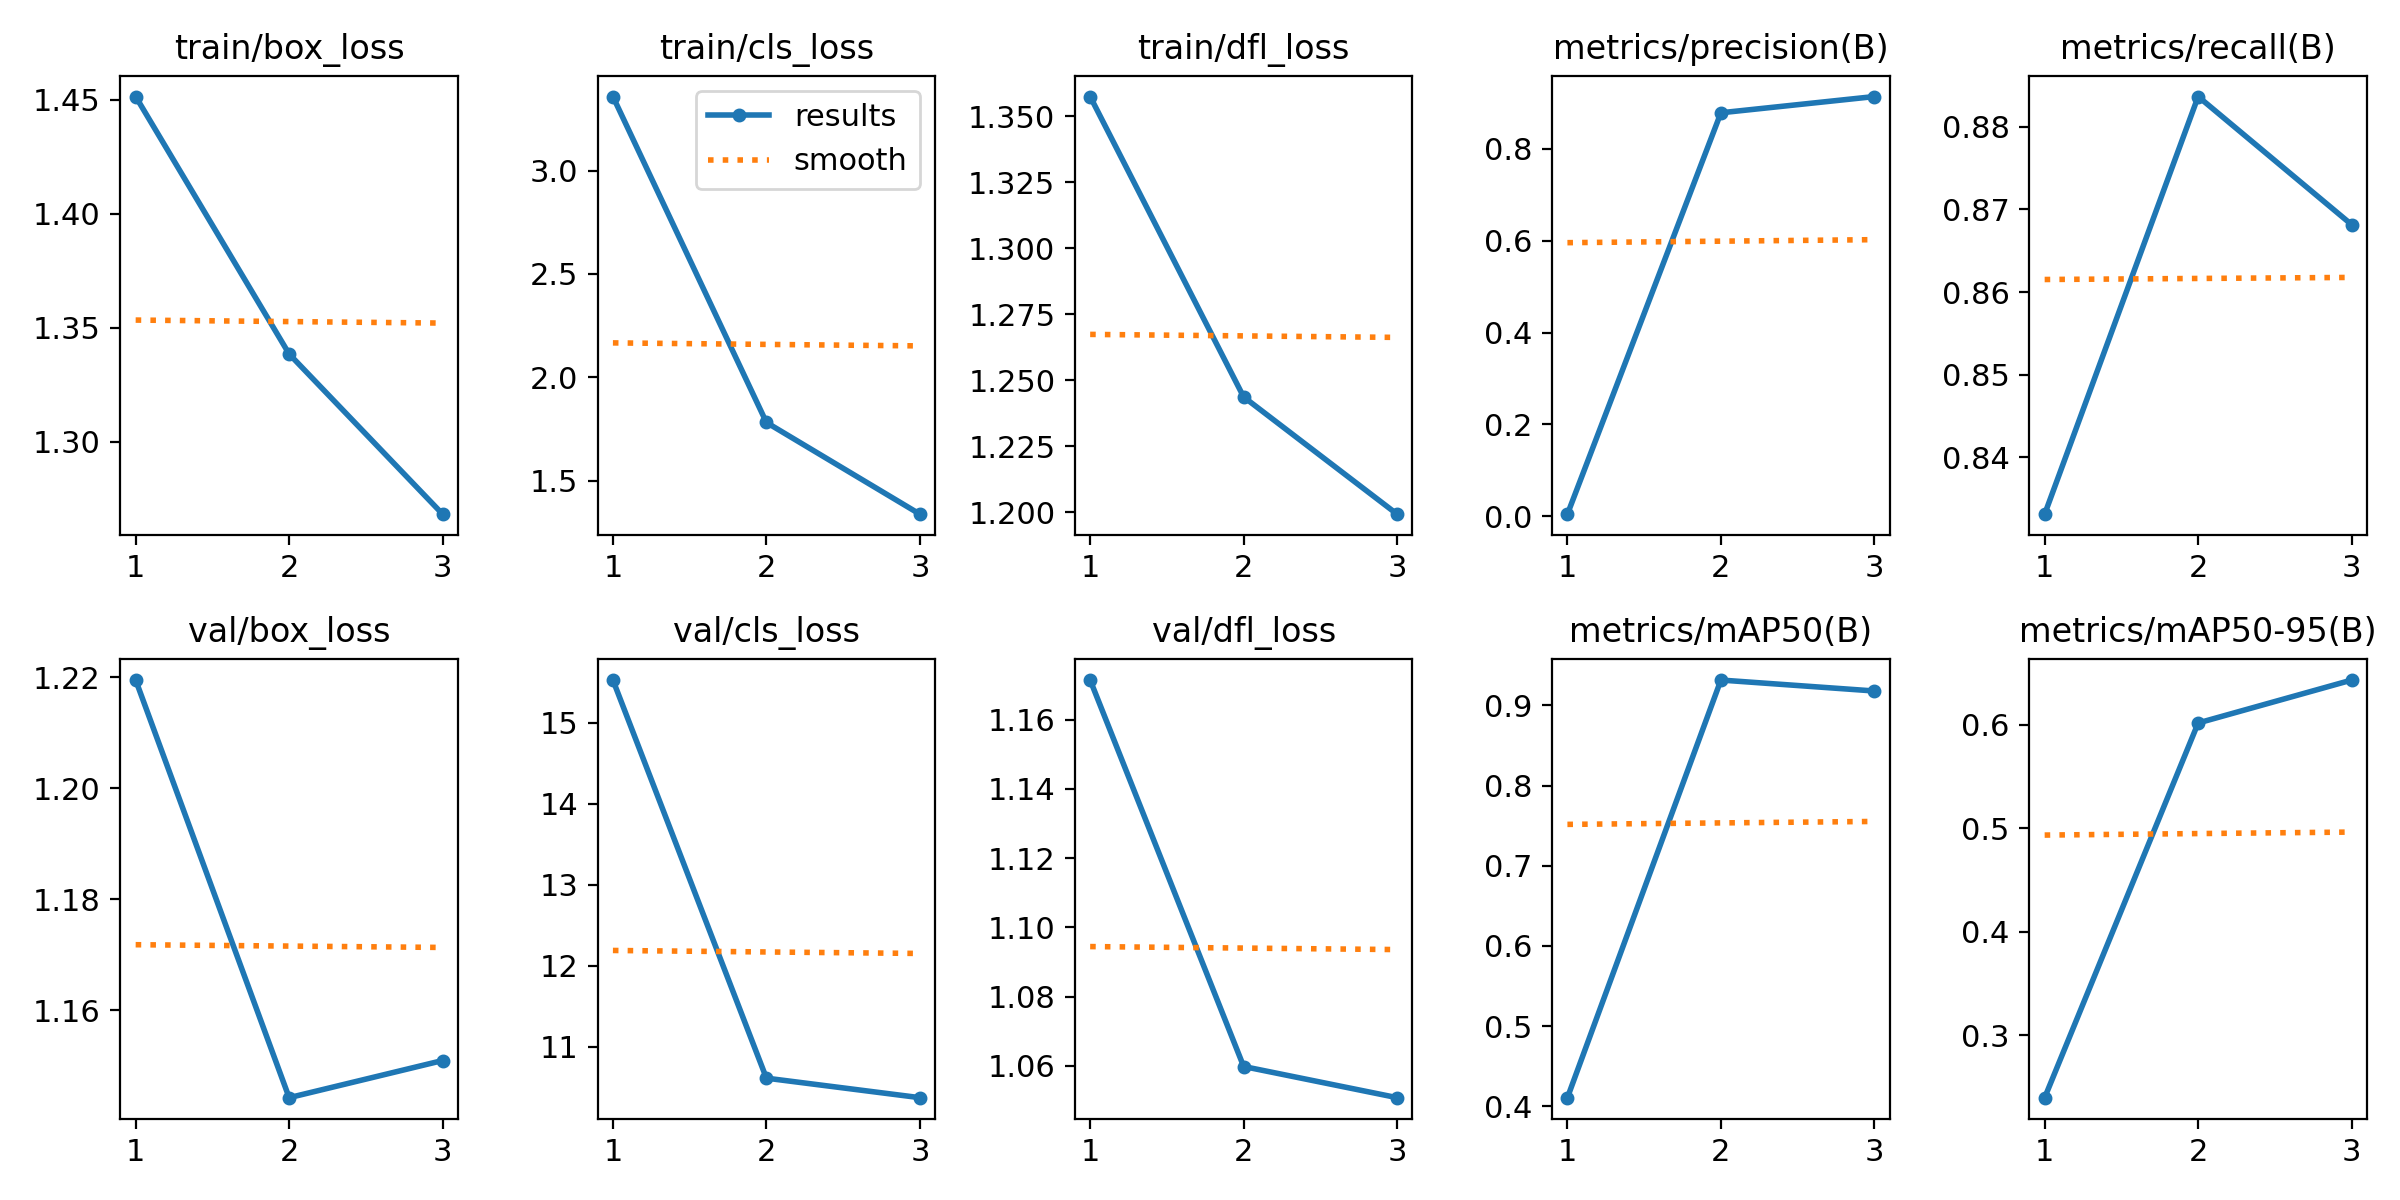 train/box_loss
1.45
1.40
1.35
1.30
1 2 3
train/cls_loss
results
smooth
3.0
2.5
2.0
1.5
1 2 3
train/dfl_loss
1.350
1.325
1.300
1.275
1.250
1.225
1.200
1 2 3
metrics/precision(B)
0.8
0.6
0.4
0.2
0.0
1 2 3
metrics/recall(B)
0.88
0.87
0.86
0.85
0.84
1 2 3
val/box_loss
1.22
1.20
1.18
1.16
1 2 3
val/cls_loss
15
14
13
12
11
1 2 3
val/dfl_loss
1.16
1.14
1.12
1.10
1.08
1.06
1 2 3
metrics/mAP50(B)
0.9
0.8
0.7
0.6
0.5
0.4
1 2 3
metrics/mAP50-95(B)
0.6
0.5
0.4
0.3
1 2 3